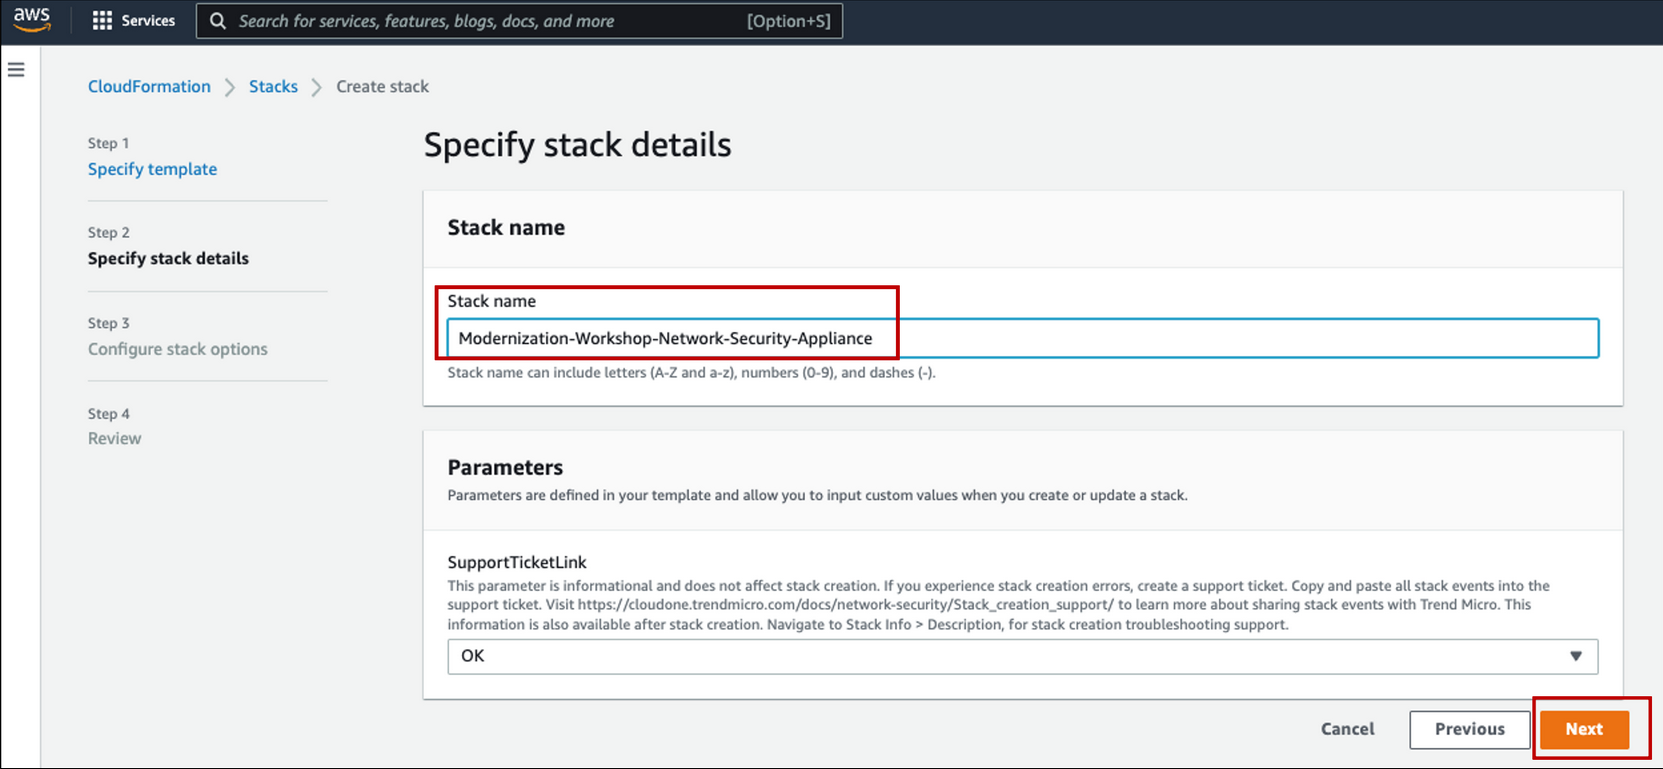 aws
Services
Search for services, features, blogs, docs, and more
[Option+S]
CloudFormation
Stacks
Create stack
Step 1
Specify template
Step 2
Specify stack details
Step 3
Configure stack options
Step 4
Review
Specify stack details
Stack name
Stack name
Modernization-Workshop-Network-Security-Appliance
Stack name can include letters (A-Z and a-z), numbers (0-9), and dashes (-).
Parameters
Parameters are defined in your template and allow you to input custom values when you create or update a stack.
SupportTicketLink
This parameter is informational and does not affect stack creation. If you experience stack creation errors, create a support ticket. Copy and paste all stack events into the
support ticket. Visit https://cloudone.trendmicro.com/docs/network-security/Stack_creation_support/ to learn more about sharing stack events with Trend Micro. This
information is also available after stack creation. Navigate to Stack Info > Description, for stack creation troubleshooting support.
OK
Cancel
Previous
Next